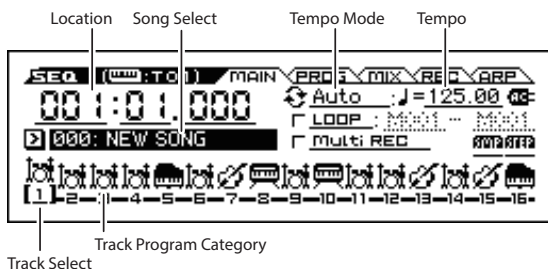 Location Song Select Tempo Mode Tempo
SEQ :T01 MAIN PROG MIX REC ARP
001:01.000 Auto :♩=125.00
LOOP : M001 - M001
000: NEW SONG Multi REC
[1]-2-3-4-5-6-7-8-9-10-11-12-13-14-15-16-
Track Program Category
Track Select